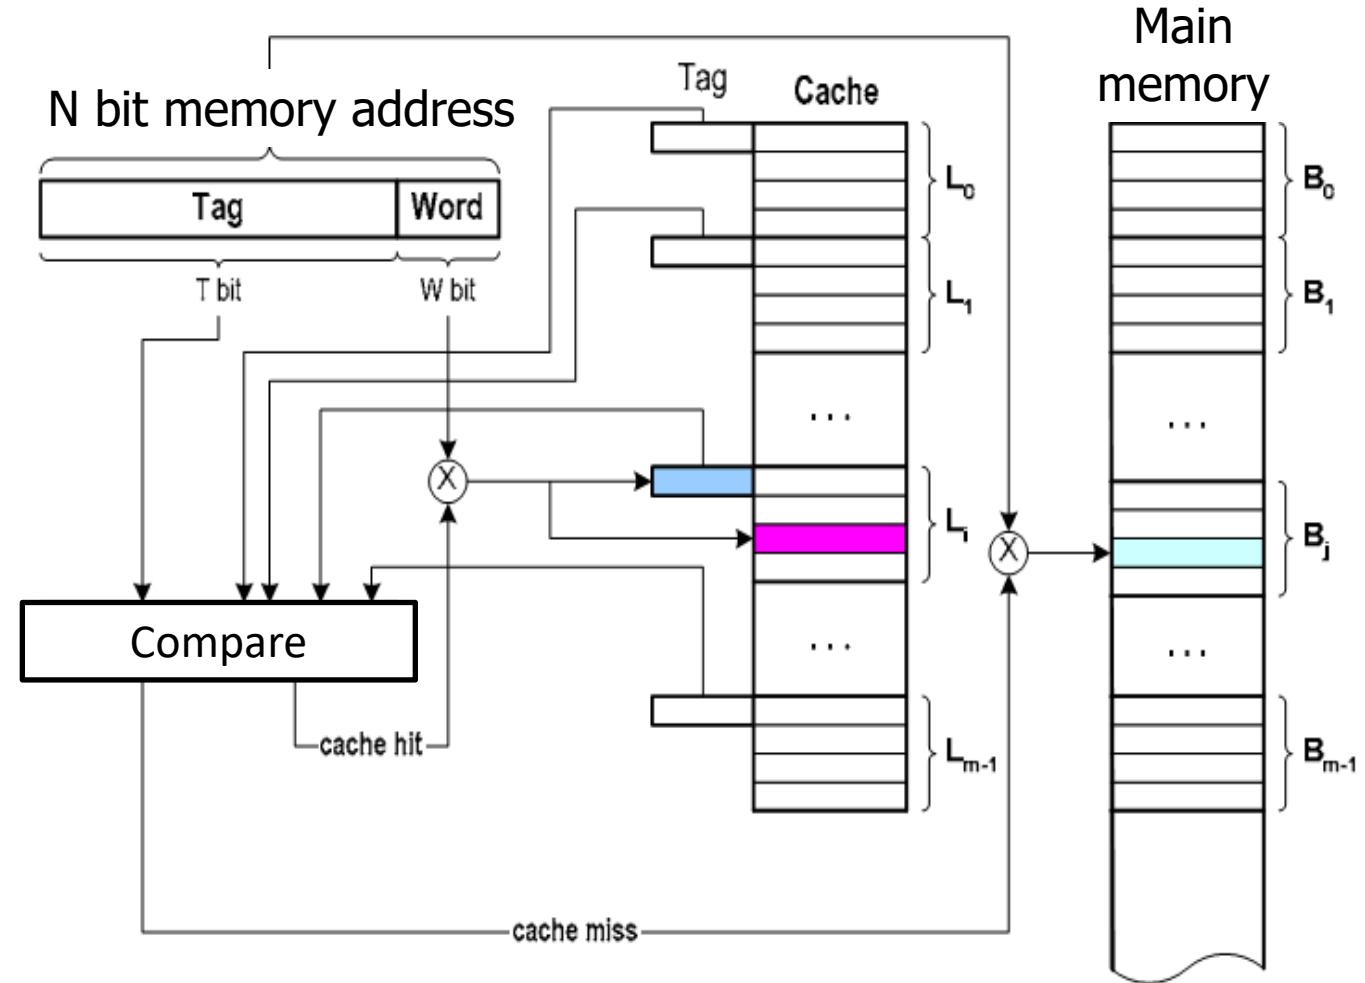 Main
memory
N bit memory address
Tag
Cache
Tag
Word
T bit
W bit
L0
L1
. . .
Li
. . .
Lm-1
B0
B1
. . .
Bj
. . .
Bm-1
X
X
Compare
cache hit
cache miss